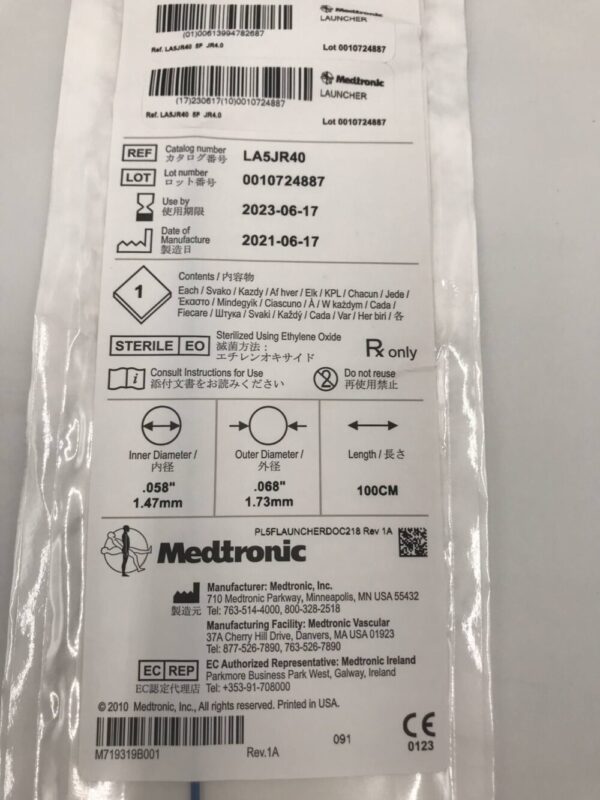 Medtronic
LAUNCHER
(01)00613994782687
Ref. LA5JR40 5F JR4.0
Lot 0010724887
Medtronic
LAUNCHER
(17)230617(10)0010724887
Ref. LA5JR40 5F JR4.0
Lot 0010724887
REF Catalog number LA5JR40
カタログ番号
LOT Lot number 0010724887
ロット番号
Use by 2023-06-17
使用期限
Date of
Manufacture 2021-06-17
製造日
1
Contents / 内容物
Each / Svako / Kazdy / Af hver / Elk / KPL / Chacun / Jede /
Έκαστο / Mindegyik / Ciascuno / À / W każdym / Cada /
Fiecare / Штука / Svaki / Každý / Cada / Var / Her biri / 各
STERILE EO Sterilized Using Ethylene Oxide
滅菌方法：
エチレンオキサイド
Rx only
Consult Instructions for Use
添付文書をお読みください
2 Do not reuse
再使用禁止
Inner Diameter /
内径
.058"
1.47mm
Outer Diameter /
外径
.068"
1.73mm
Length / 長さ
100CM
PL5FLAUNCHERDOC218 Rev 1A
Medtronic
製造元
Manufacturer: Medtronic, Inc.
710 Medtronic Parkway, Minneapolis, MN USA 55432
Tel: 763-514-4000, 800-328-2518
Manufacturing Facility: Medtronic Vascular
37A Cherry Hill Drive, Danvers, MA USA 01923
Tel: 877-526-7890, 763-526-7890
EC REP
EC認定代理店
EC Authorized Representative: Medtronic Ireland
Parkmore Business Park West, Galway, Ireland
Tel: +353-91-708000
© 2010 Medtronic, Inc., All rights reserved. Printed in USA.
M719319B001
Rev.1A
091
CE
0123